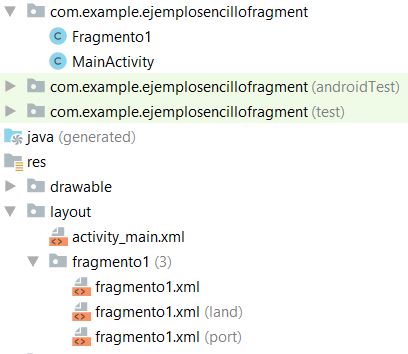 com.example.ejemplosencillofragment
Fragmento1
MainActivity
com.example.ejemplosencillofragment (androidTest)
com.example.ejemplosencillofragment (test)
java (generated)
res
drawable
layout
activity_main.xml
fragmento1 (3)
fragmento1.xml
fragmento1.xml (land)
fragmento1.xml (port)